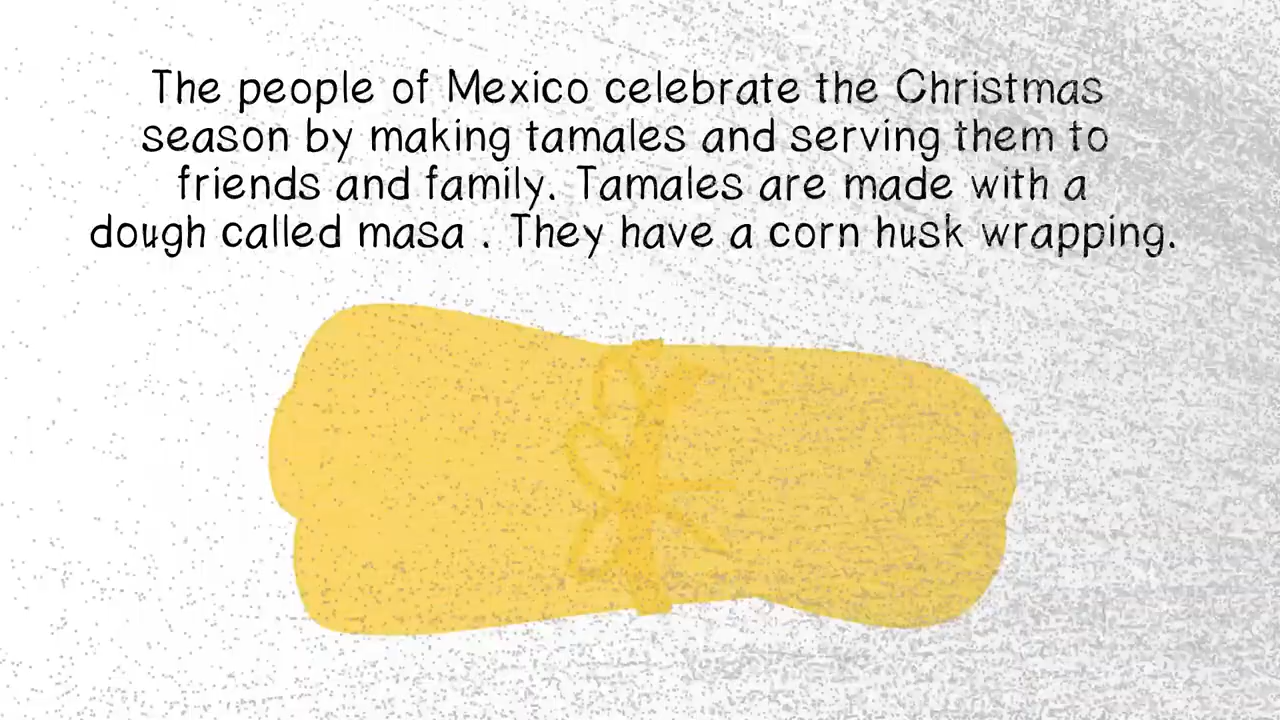 The people of Mexico celebrate the Christmas
season by making tamales and serving them to
friends and family. Tamales are made with a
dough called masa . They have a corn husk wrapping.